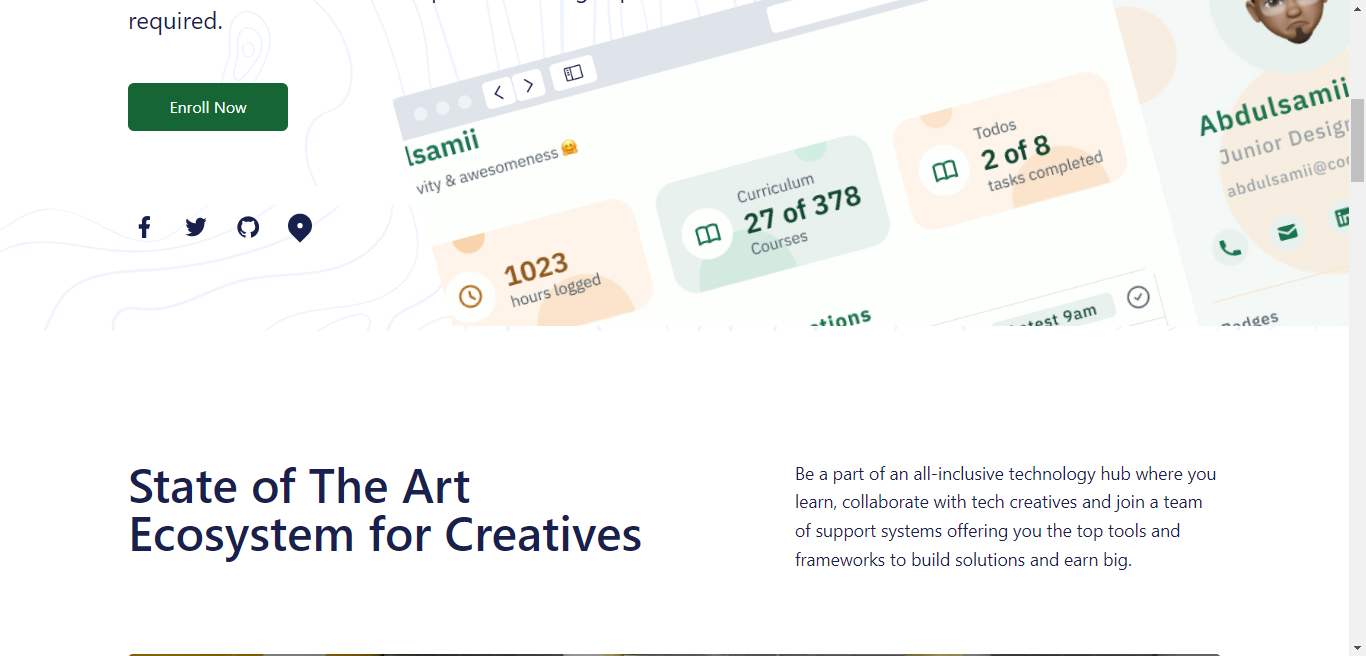 required.
Enroll Now
lsamii
vity & awesomeness 🤗
1023
hours logged
Curriculum
27 of 378
Courses
Todos
2 of 8
tasks completed
Abdulsamii
Junior Desig
abdulsamii@co
tions
test 9am
adges
State of The Art
Ecosystem for Creatives
Be a part of an all-inclusive technology hub where you
learn, collaborate with tech creatives and join a team
of support systems offering you the top tools and
frameworks to build solutions and earn big.